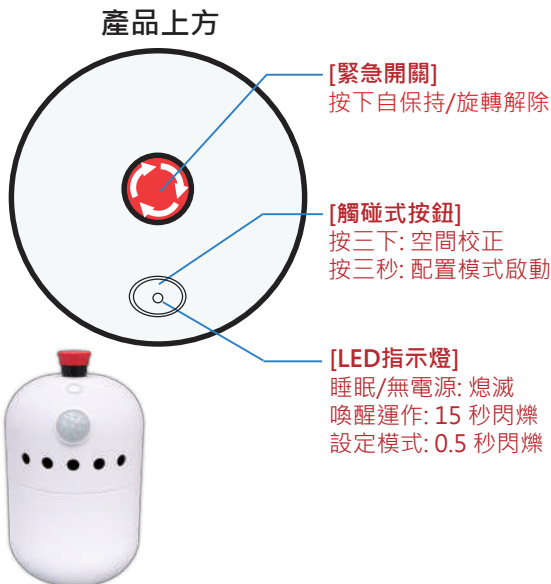 產品上方
[緊急開關]
按下自保持/旋轉解除
[觸碰式按鈕]
按三下: 空間校正
按三秒: 配置模式啟動
[LED指示燈]
睡眠/無電源: 熄滅
喚醒運作: 15 秒閃爍
設定模式: 0.5 秒閃爍